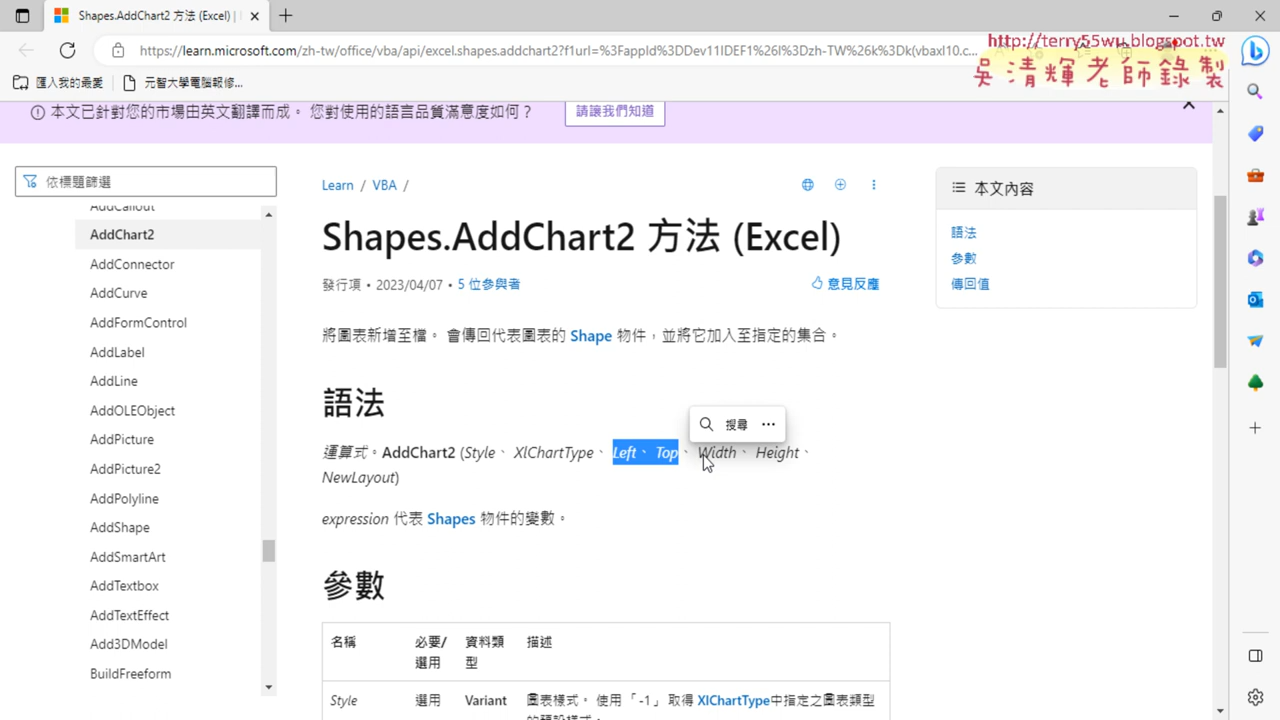 Shapes.AddChart2 方法 (Excel) |
https://learn.microsoft.com/zh-tw/office/vba/api/excel.shapes.addchart2?f1url=%3FappId%3DDev11IDEF1%26l%3Dzh-TW%26k%3Dk(vbaxl10.c...
http://terry55wu.blogspot.tw
吳清輝老師錄製
匯入我的最愛
元智大學電腦報修...
本文已針對您的市場由英文翻譯而成。 您對使用的語言品質滿意度如何？
請讓我們知道
依標題篩選
AddCallout
AddChart2
AddConnector
AddCurve
AddFormControl
AddLabel
AddLine
AddOLEObject
AddPicture
AddPicture2
AddPolyline
AddShape
AddSmartArt
AddTextbox
AddTextEffect
Add3DModel
BuildFreeform
Learn / VBA /
Shapes.AddChart2 方法 (Excel)
發行項 • 2023/04/07 • 5 位參與者
意見反應
將圖表新增至檔。 會傳回代表圖表的 Shape 物件，並將它加入至指定的集合。
語法
搜尋 ...
運算式。AddChart2 (Style、 XlChartType、 Left、 Top、 Width、 Height、
NewLayout)
expression 代表 Shapes 物件的變數。
參數
名稱 必要/選用 資料類型 描述
Style 選用 Variant 圖表樣式。 使用「-1」 取得 XlChartType中指定之圖表類型
的預設樣式。
本文內容
語法
參數
傳回值